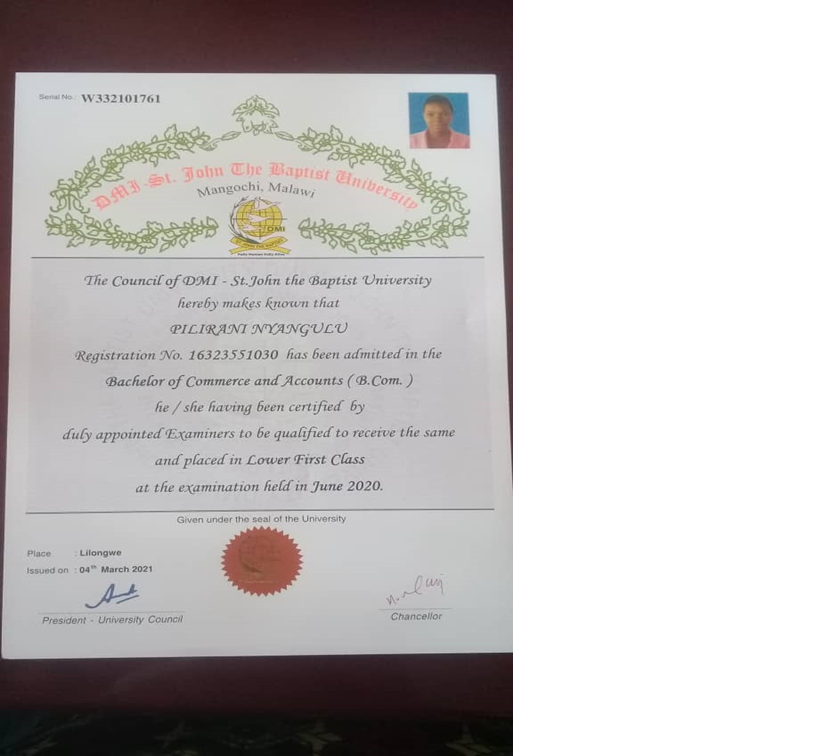 Serial No.: W332101761
DMI-St. John The Baptist University
Mangochi, Malawi
DMI
The Council of DMI - St.John the Baptist University
hereby makes known that
PILIRANI NYANGULU
Registration No. 16323551030 has been admitted in the
Bachelor of Commerce and Accounts ( B.Com. )
he / she having been certified by
duly appointed Examiners to be qualified to receive the same
and placed in Lower First Class
at the examination held in June 2020.
Given under the seal of the University
Place : Lilongwe
Issued on : 04th March 2021
President - University Council
Chancellor